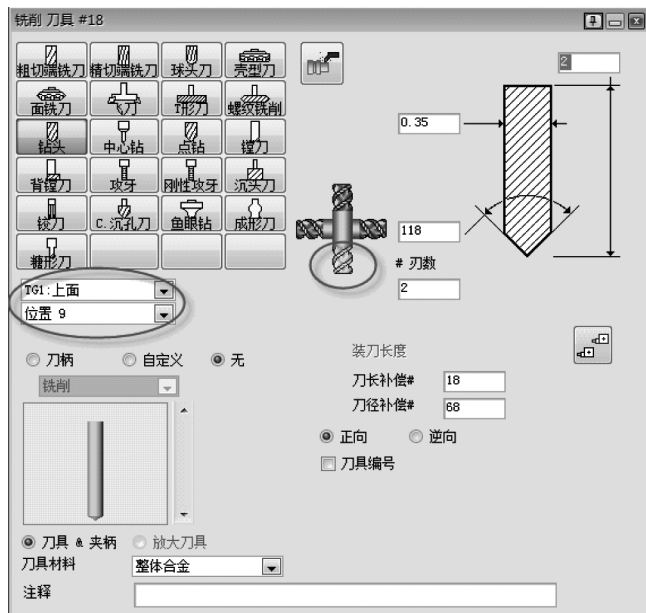 铣削 刀具 #18
粗切端铣刀 精切端铣刀 球头刀 壳型刀
面铣刀 飞刀 T形刀 螺纹铣削
钻头 中心钻 点钻 镗刀
背镗刀 攻牙 刚性攻牙 沉头刀
铰刀 C.沉孔刀 鱼眼钻 成形刀
糖形刀
2
0.35
118
# 刃数
2
TG1:上面
位置 9
刀柄 自定义 无
铣削
装刀长度
刀长补偿# 18
刀径补偿# 68
正向 逆向
刀具编号
刀具 & 夹柄 放大刀具
刀具材料 整体合金
注释